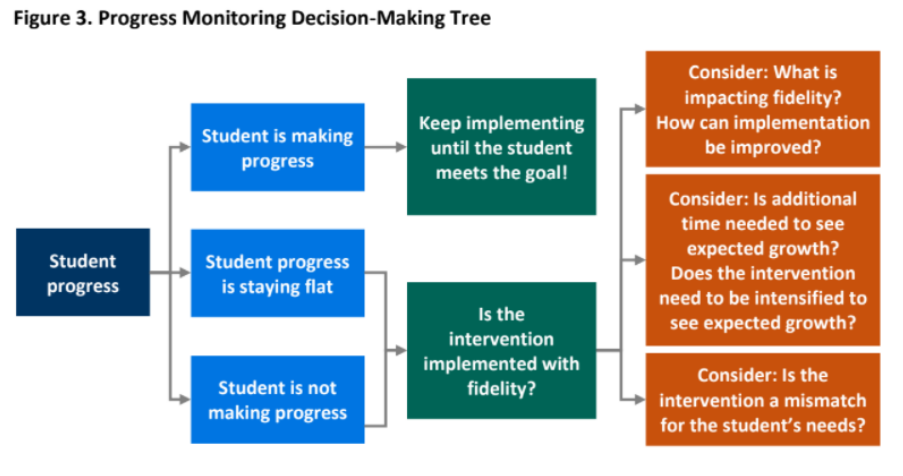 Figure 3. Progress Monitoring Decision-Making Tree
Student
progress
Student is making
progress
Student progress
is staying flat
Student is not
making progress
Keep implementing
until the student
meets the goal!
Is the
intervention
implemented with
fidelity?
Consider: What is
impacting fidelity?
How can implementation
be improved?
Consider: Is additional
time needed to see
expected growth?
Does the intervention
need to be intensified to
see expected growth?
Consider: Is the
intervention a mismatch
for the student’s needs?